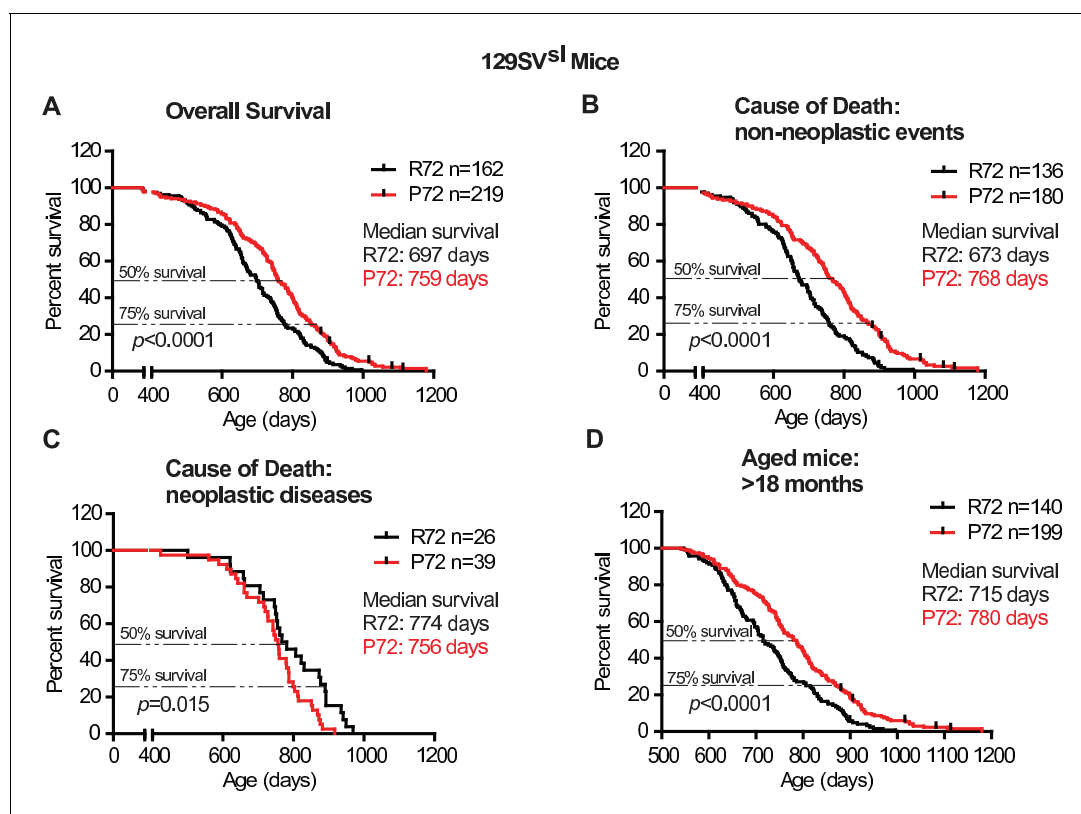 129SVsl Mice
A
Overall Survival
120
100
80
60
40
20
0
Percent survival
R72 n=162
P72 n=219
Median survival
R72: 697 days
P72: 759 days
50% survival
75% survival
p<0.0001
0 400 600 800 1000 1200
Age (days)
B
Cause of Death:
non-neoplastic events
120
100
80
60
40
20
0
Percent survival
R72 n=136
P72 n=180
Median survival
R72: 673 days
P72: 768 days
50% survival
75% survival
p<0.0001
0 400 600 800 1000 1200
Age (days)
C
Cause of Death:
neoplastic diseases
120
100
80
60
40
20
0
Percent survival
R72 n=26
P72 n=39
Median survival
R72: 774 days
P72: 756 days
50% survival
75% survival
p=0.015
0 400 600 800 1000 1200
Age (days)
D
Aged mice:
>18 months
120
100
80
60
40
20
0
Percent survival
R72 n=140
P72 n=199
Median survival
R72: 715 days
P72: 780 days
50% survival
75% survival
p<0.0001
500 600 700 800 900 1000 1100 1200
Age (days)